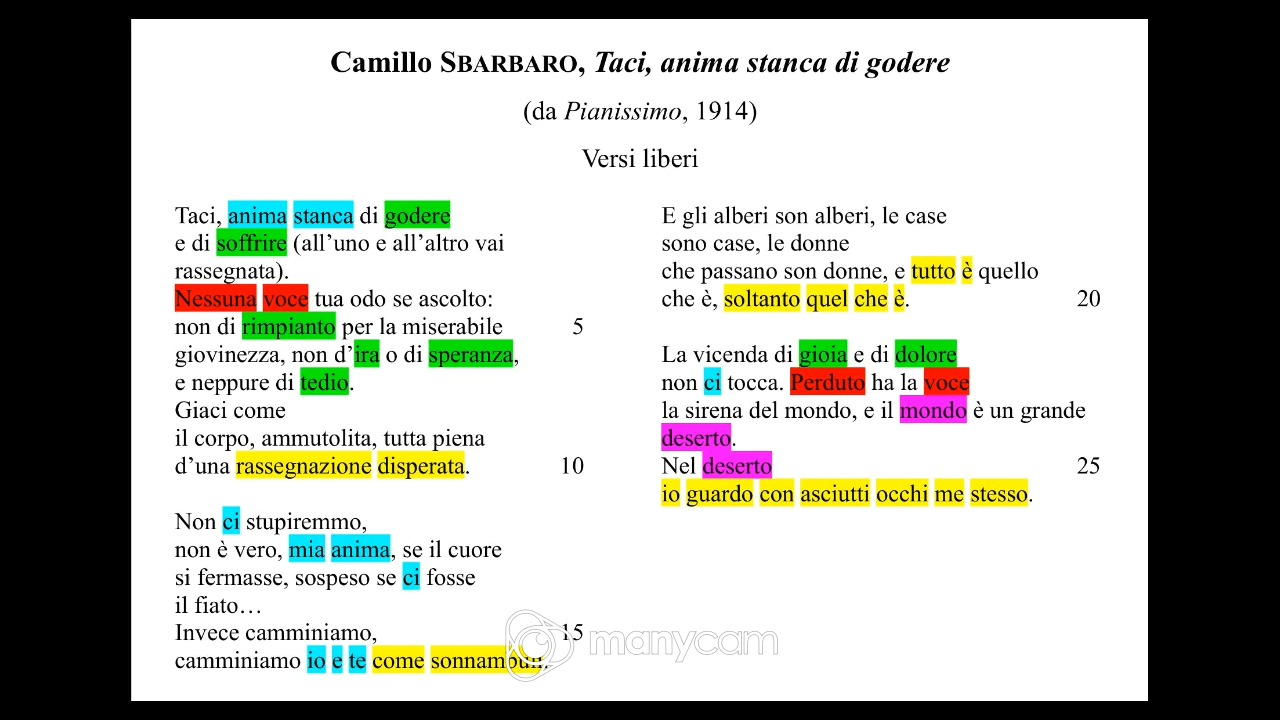 Camillo SBARBARO, Taci, anima stanca di godere
(da Pianissimo, 1914)
Versi liberi
Taci, anima stanca di godere
e di soffrire (all’uno e all’altro vai
rassegnata).
Nessuna voce tua odo se ascolto:
non di rimpianto per la miserabile 5
giovinezza, non d’ira o di speranza,
e neppure di tedio.
Giaci come
il corpo, ammutolita, tutta piena
d’una rassegnazione disperata. 10
Non ci stupiremmo,
non è vero, mia anima, se il cuore
si fermasse, sospeso se ci fosse
il fiato…
Invece camminiamo, 15
camminiamo io e te come sonnambuli.
E gli alberi son alberi, le case
sono case, le donne
che passano son donne, e tutto è quello
che è, soltanto quel che è. 20
La vicenda di gioia e di dolore
non ci tocca. Perduto ha la voce
la sirena del mondo, e il mondo è un grande
deserto.
Nel deserto 25
io guardo con asciutti occhi me stesso.
manycam